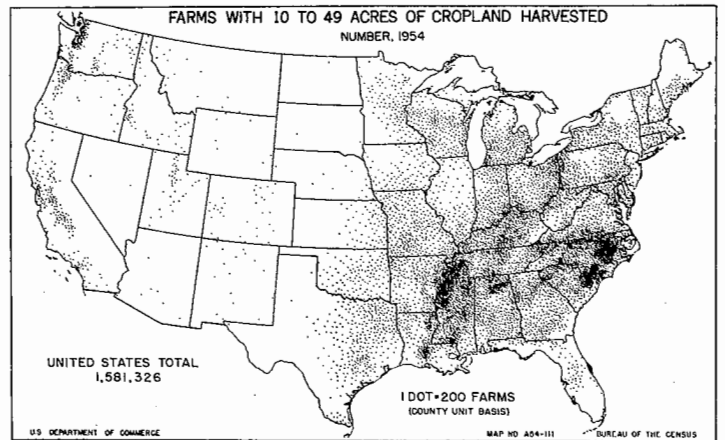 FARMS WITH 10 TO 49 ACRES OF CROPLAND HARVESTED
NUMBER, 1954
UNITED STATES TOTAL
1,581,326
1 DOT=200 FARMS
(COUNTY UNIT BASIS)
U.S. DEPARTMENT OF COMMERCE
MAP NO A54-111
BUREAU OF THE CENSUS